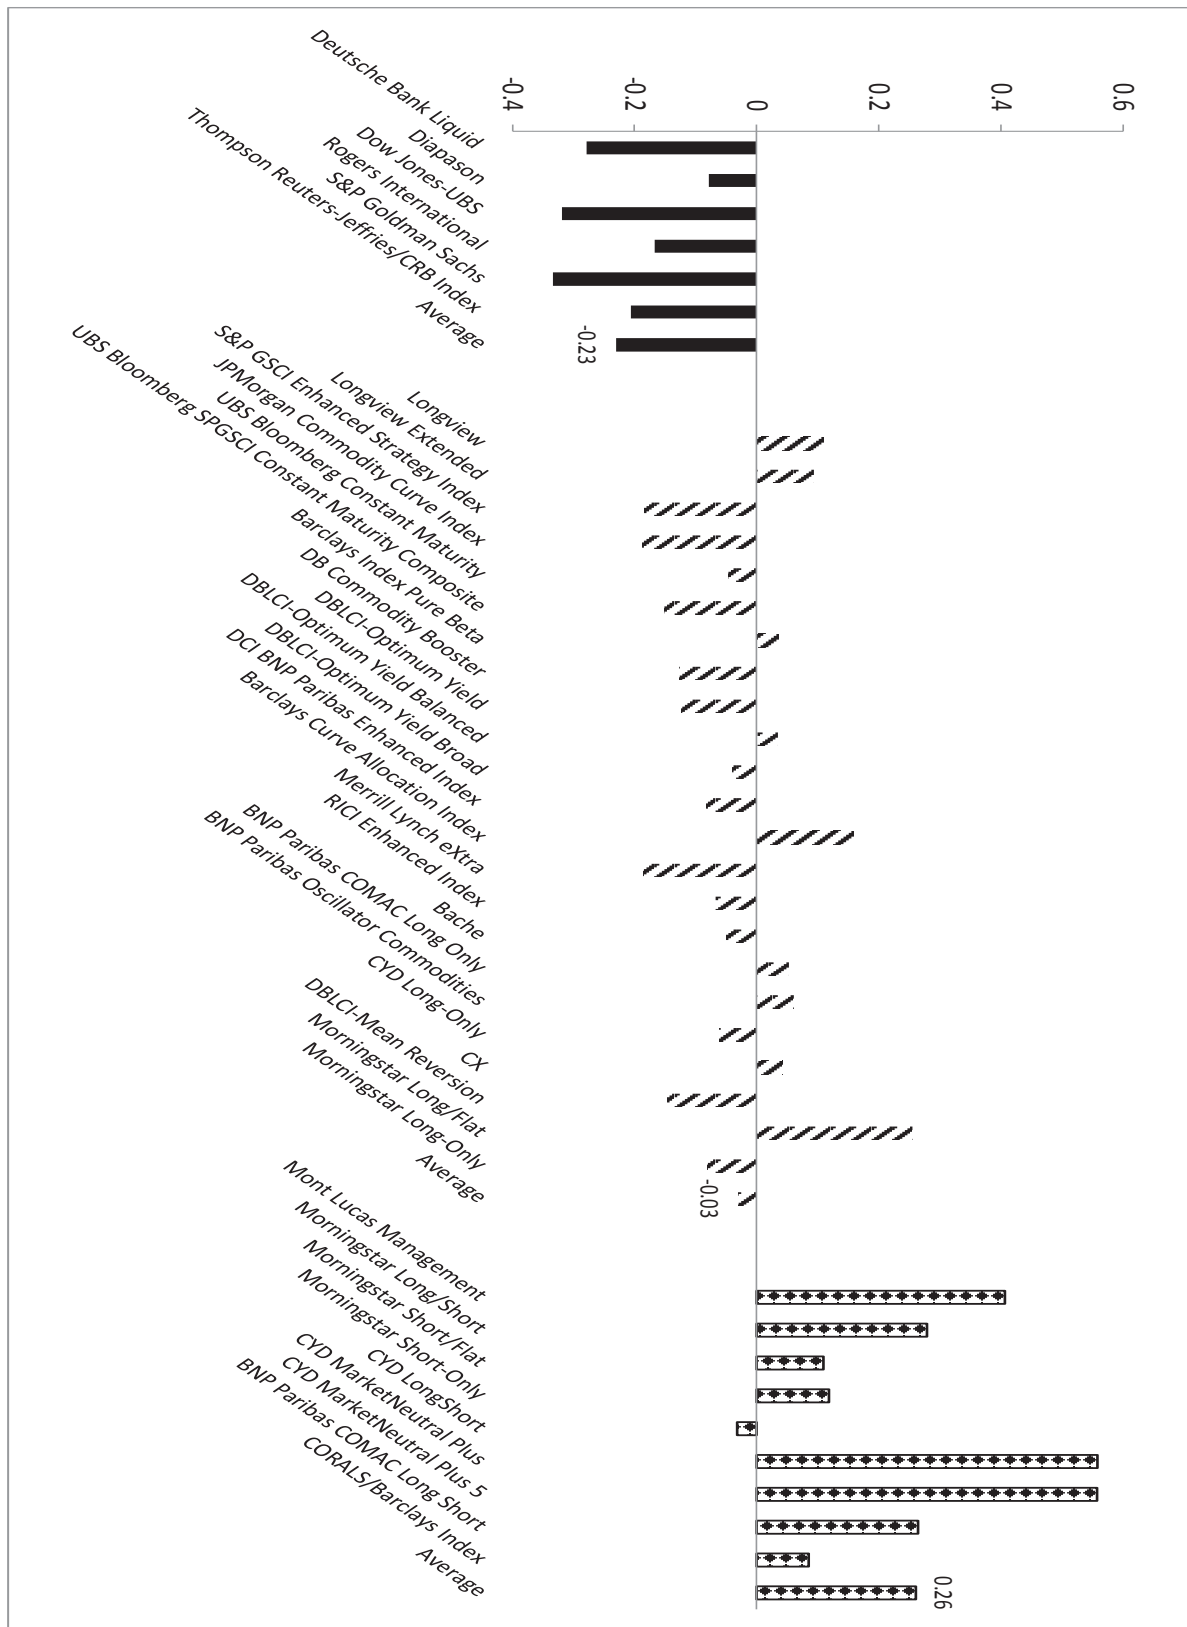 0.6
0.4
0.2
0
-0.2
-0.4
Deutsche Bank Liquid
Diapason
Dow Jones-UBS
Rogers International
S&P Goldman Sachs
Thompson Reuters-Jeffries/CRB Index
Average
-0.23
Longview
Longview Extended
S&P GSCI Enhanced Strategy Index
JPMorgan Commodity Curve Index
UBS Bloomberg Constant Maturity
UBS Bloomberg SPGSCI Constant Maturity Composite
Barclays Index Pure Beta
DB Commodity Booster
DBLCI-Optimum Yield
DBLCI-Optimum Yield Balanced
DBLCI-Optimum Yield Broad
DCI BNP Paribas Enhanced Index
Barclays Curve Allocation Index
Merrill Lynch eXtra
RICI Enhanced Index
Bache
BNP Paribas COMAC Long Only
BNP Paribas Oscillator Commodities
CYD Long-Only
CX
DBLCI-Mean Reversion
Morningstar Long/Flat
Morningstar Long-Only
Average
-0.03
Mont Lucas Management
Morningstar Long/Short
Morningstar Short/Flat
Morningstar Short-Only
CYD LongShort
CYD MarketNeutral Plus
CYD MarketNeutral Plus 5
BNP Paribas COMAC Long Short
CORALS/Barclays Index
Average
0.26